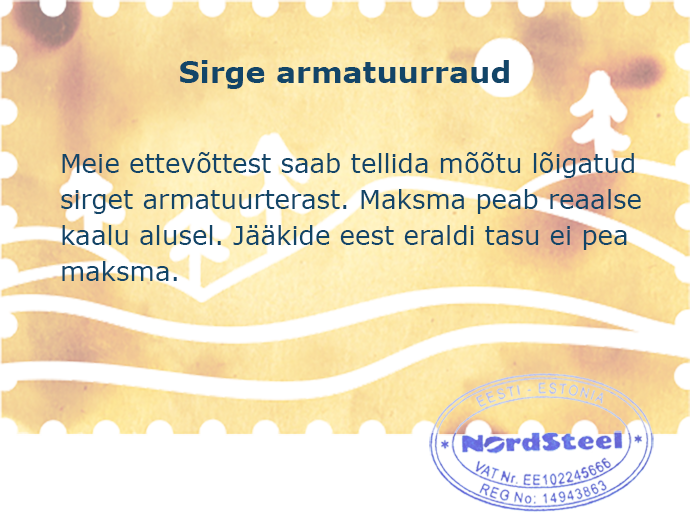 Sirge armatuurraud
Meie ettevõttest saab tellida mõõtu lõigatud
sirget armatuurterast. Maksma peab reaalse
kaalu alusel. Jääkide eest eraldi tasu ei pea
maksma.
EESTI - ESTONIA
* NordSteel *
VAT Nr. EE102245666
REG No: 14943863